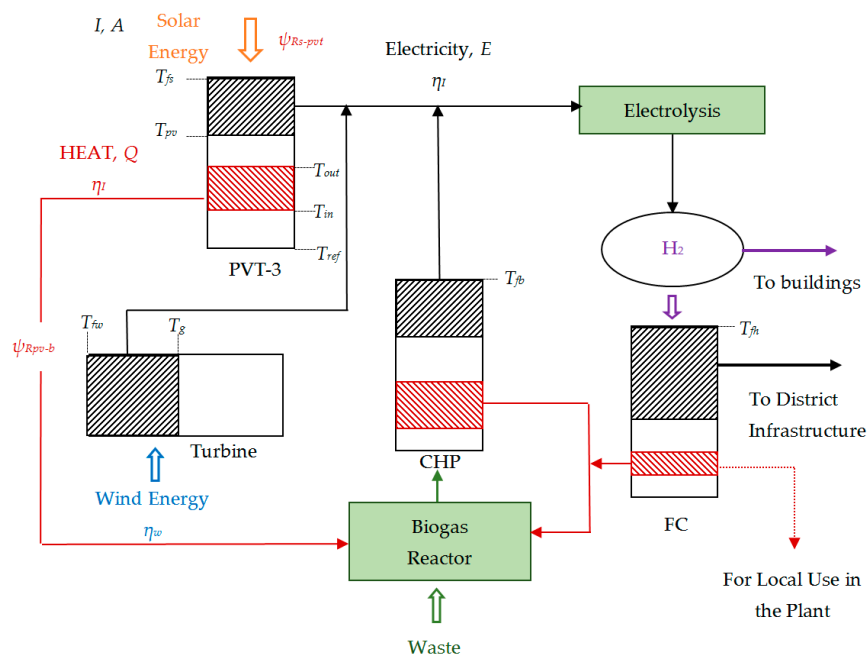 I, A
Solar
Energy
ψRs-pvt
Electricity, E
ηI
Tfs
Tpv
Electrolysis
HEAT, Q
ηI
Tout
Tin
Tref
PVT-3
H2
To buildings
Tfb
Tfw
Tg
Tfh
ψRpv-b
To District
Infrastructure
Turbine
CHP
Wind Energy
ηw
FC
Biogas
Reactor
For Local Use in
the Plant
Waste